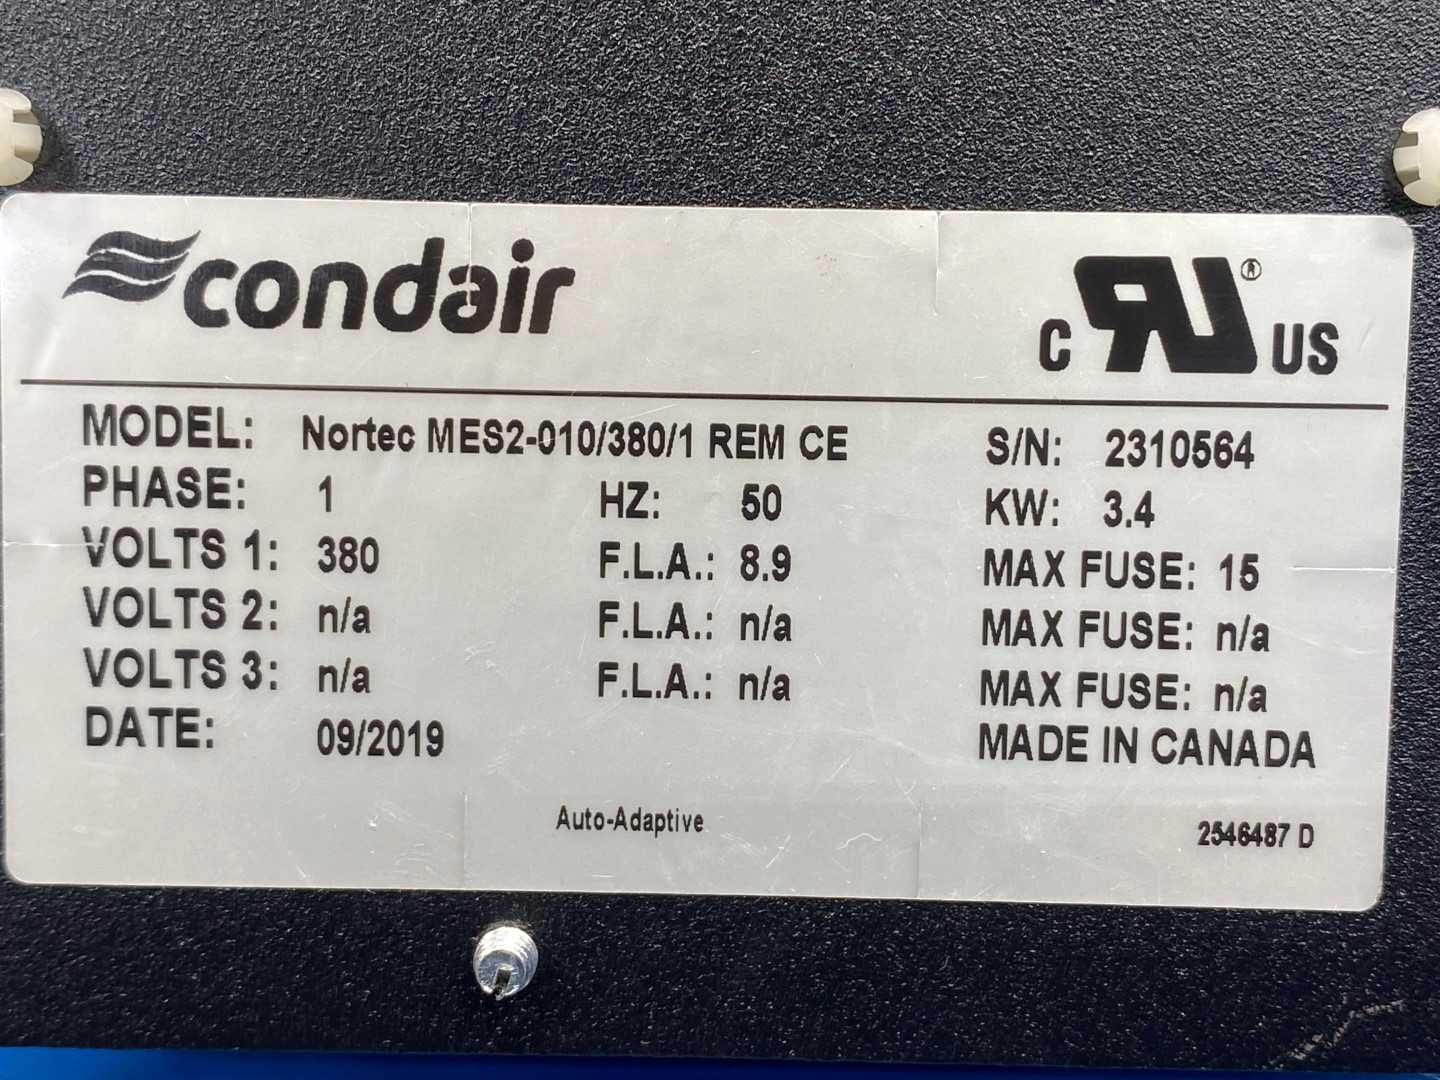 condair
C RU® US
MODEL: Nortec MES2-010/380/1 REM CE S/N: 2310564
PHASE: 1 HZ: 50 KW: 3.4
VOLTS 1: 380 F.L.A.: 8.9 MAX FUSE: 15
VOLTS 2: n/a F.L.A.: n/a MAX FUSE: n/a
VOLTS 3: n/a F.L.A.: n/a MAX FUSE: n/a
DATE: 09/2019 MADE IN CANADA
Auto-Adaptive 2546487 D